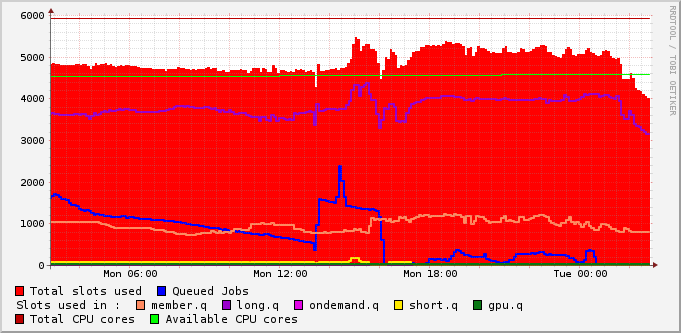 RRDTOOL / TOBI OETIKER
6000
5000
4000
3000
2000
1000
0
Mon 06:00 Mon 12:00 Mon 18:00 Tue 00:00
Total slots used Queued Jobs
Slots used in : member.q long.q ondemand.q short.q gpu.q
Total CPU cores Available CPU cores